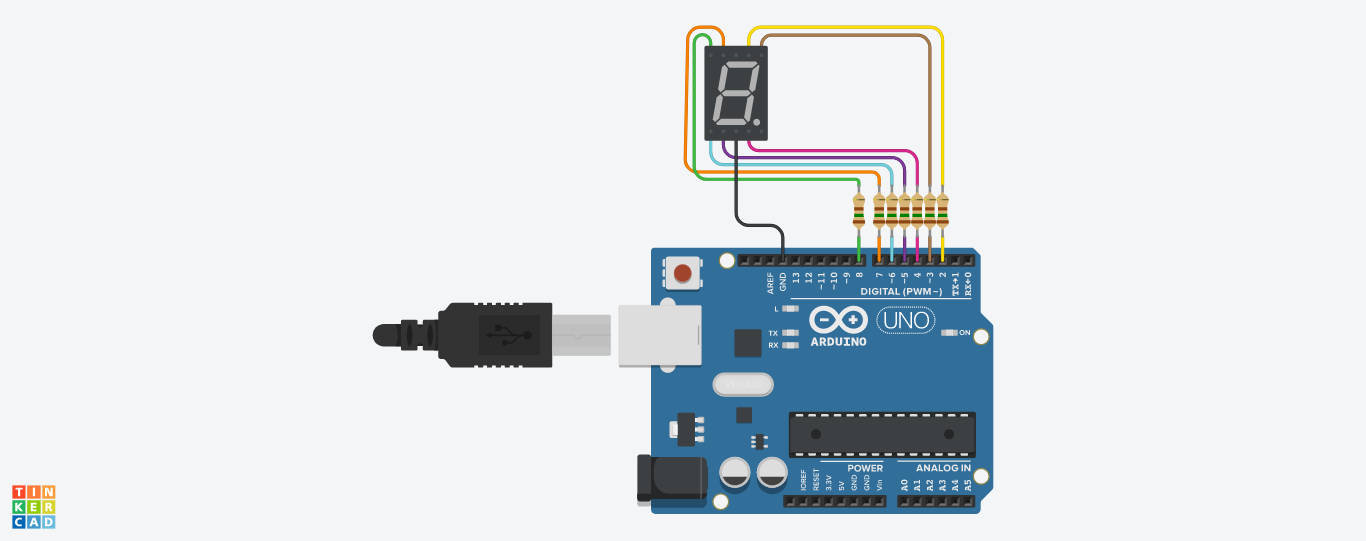 AREF
GND
13
12
~11
~10
~9
8
7
~6
~5
4
~3
2
TX→1
RX←0
DIGITAL (PWM~)
L
TX
RX
ARDUINO
UNO
ON
POWER
ANALOG IN
IOREF
RESET
3.3V
5V
GND
GND
Vin
A0
A1
A2
A3
A4
A5
TIN
KER
CAD